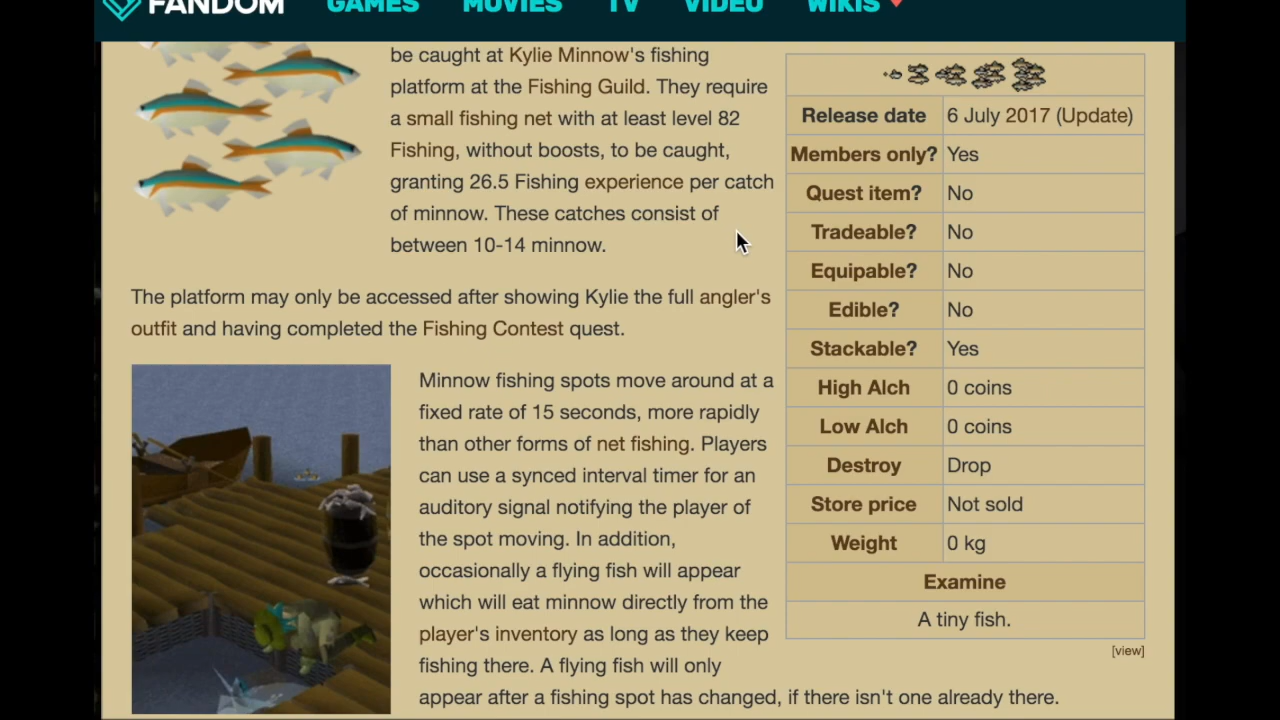 FANDOM GAMES MOVIES TV VIDEO WIKIS
be caught at Kylie Minnow's fishing
platform at the Fishing Guild. They require
a small fishing net with at least level 82
Fishing, without boosts, to be caught,
granting 26.5 Fishing experience per catch
of minnow. These catches consist of
between 10-14 minnow.
The platform may only be accessed after showing Kylie the full angler's
outfit and having completed the Fishing Contest quest.
Minnow fishing spots move around at a
fixed rate of 15 seconds, more rapidly
than other forms of net fishing. Players
can use a synced interval timer for an
auditory signal notifying the player of
the spot moving. In addition,
occasionally a flying fish will appear
which will eat minnow directly from the
player's inventory as long as they keep
fishing there. A flying fish will only
appear after a fishing spot has changed, if there isn't one already there.
Release date 6 July 2017 (Update)
Members only? Yes
Quest item? No
Tradeable? No
Equipable? No
Edible? No
Stackable? Yes
High Alch 0 coins
Low Alch 0 coins
Destroy Drop
Store price Not sold
Weight 0 kg
Examine
A tiny fish.
[view]